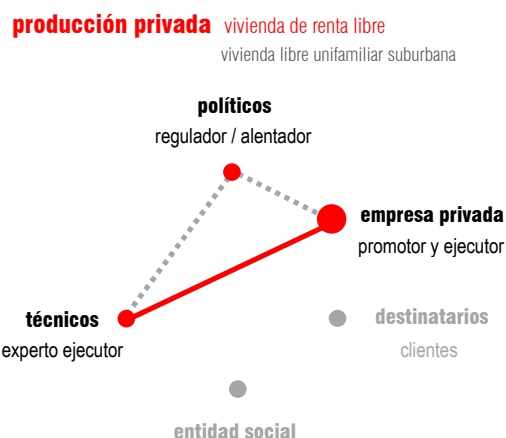 producción privada vivienda de renta libre
vivienda libre unifamiliar suburbana
políticos
regulador / alentador
empresa privada
promotor y ejecutor
técnicos
experto ejecutor
destinatarios
clientes
entidad social